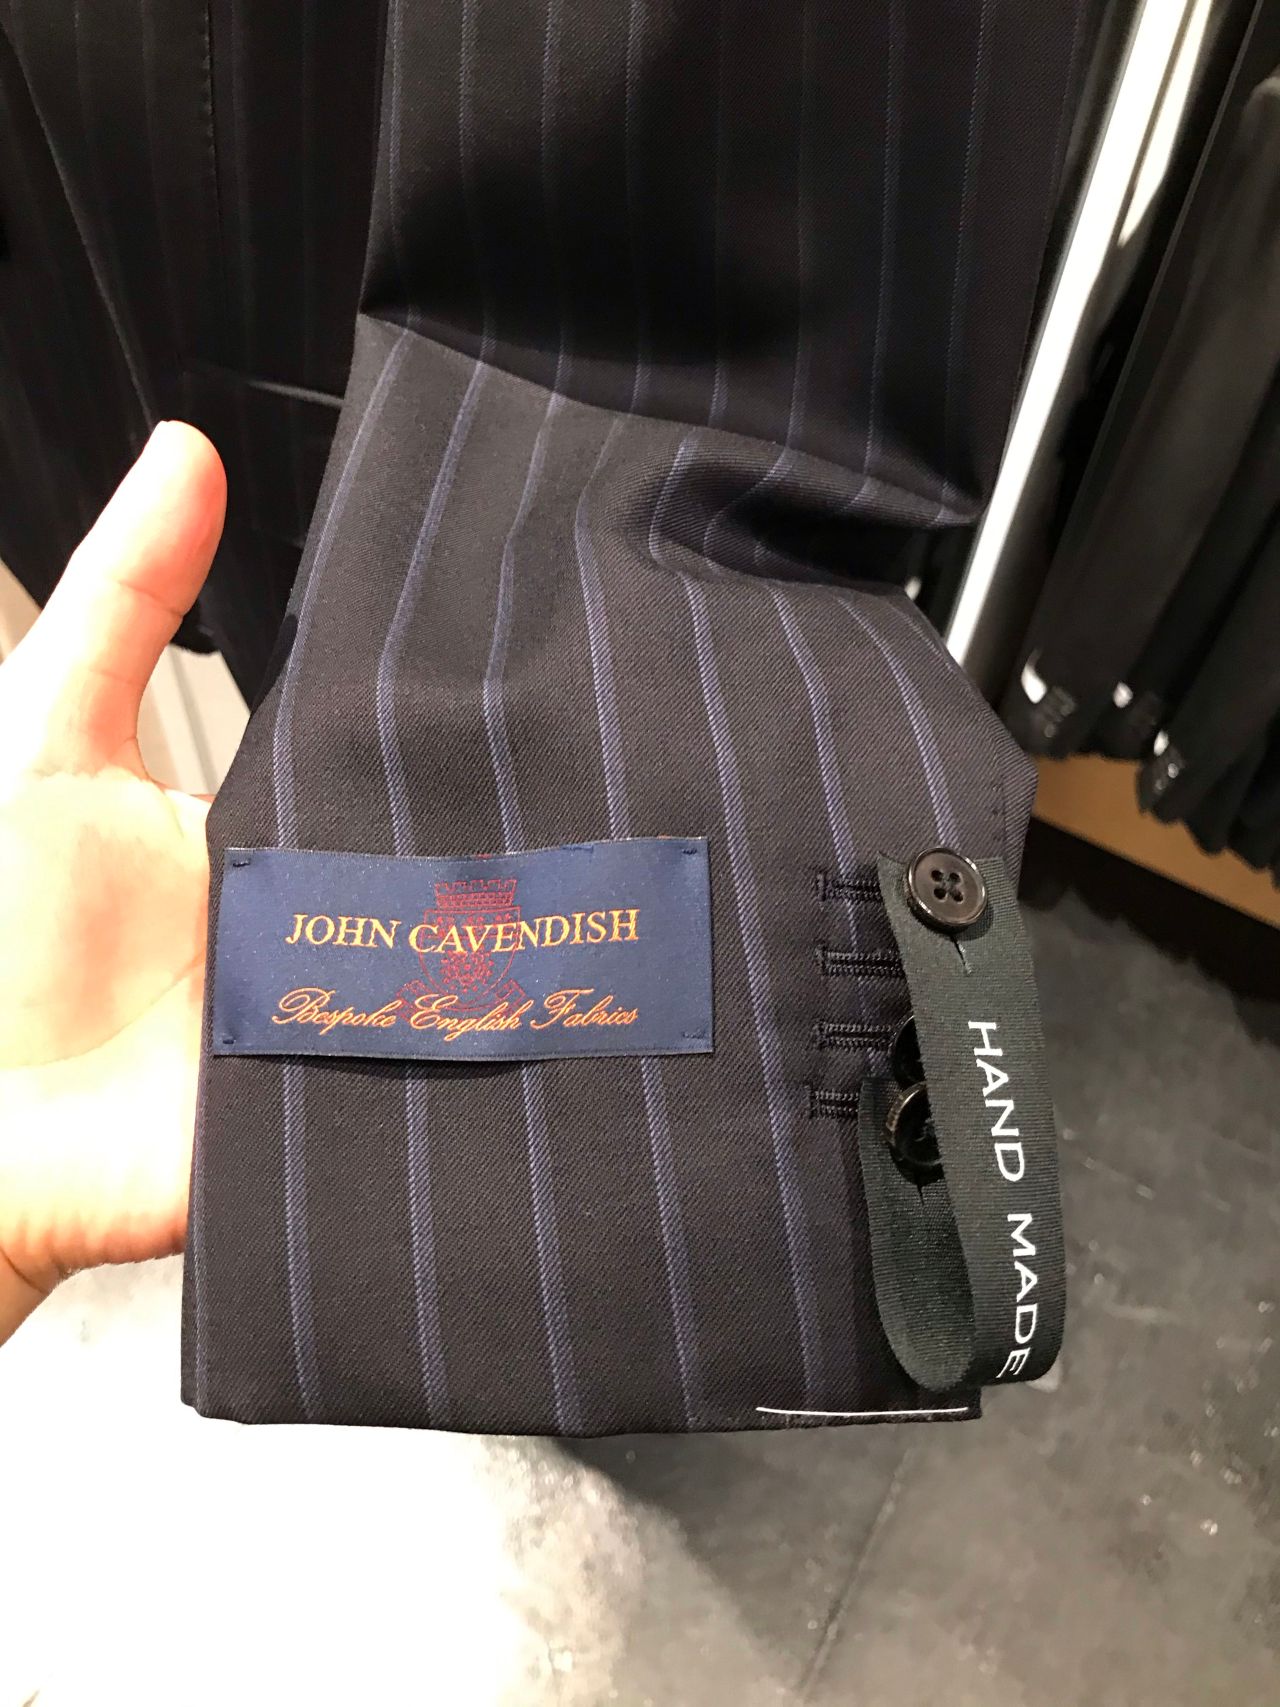 JOHN CAVENDISH
Bespoke English Fabrics
HAND MADE